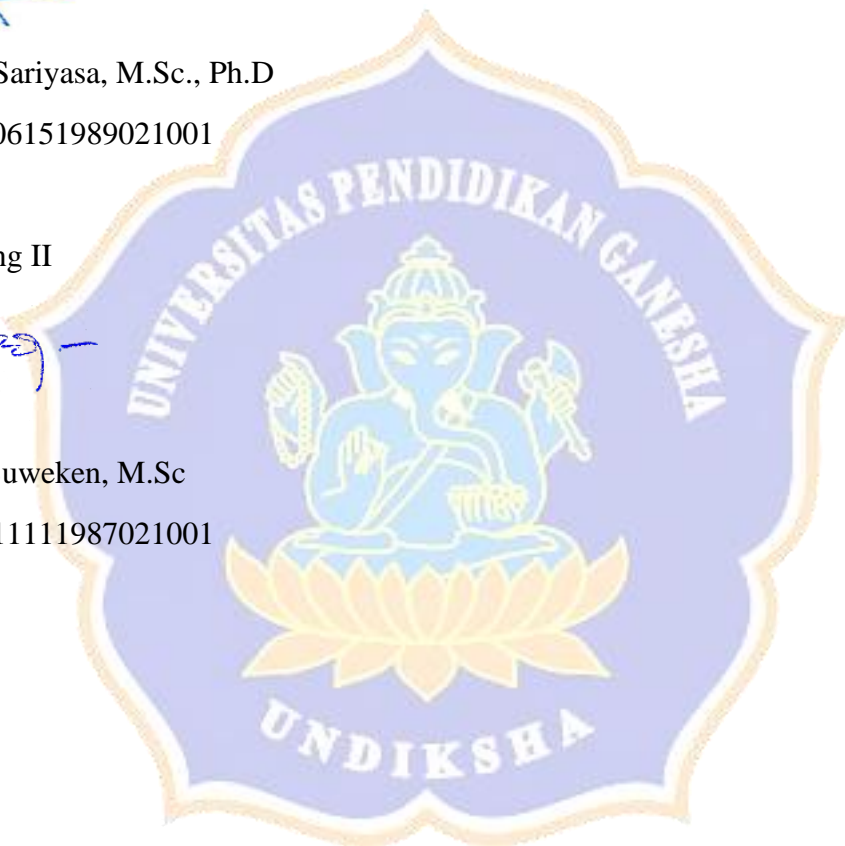 Sariyasa, M.Sc., Ph.D
06151989021001
ng II
uweken, M.Sc
11111987021001
UNIVERSITAS PENDIDIKAN GANESHA
UNDIKSHA